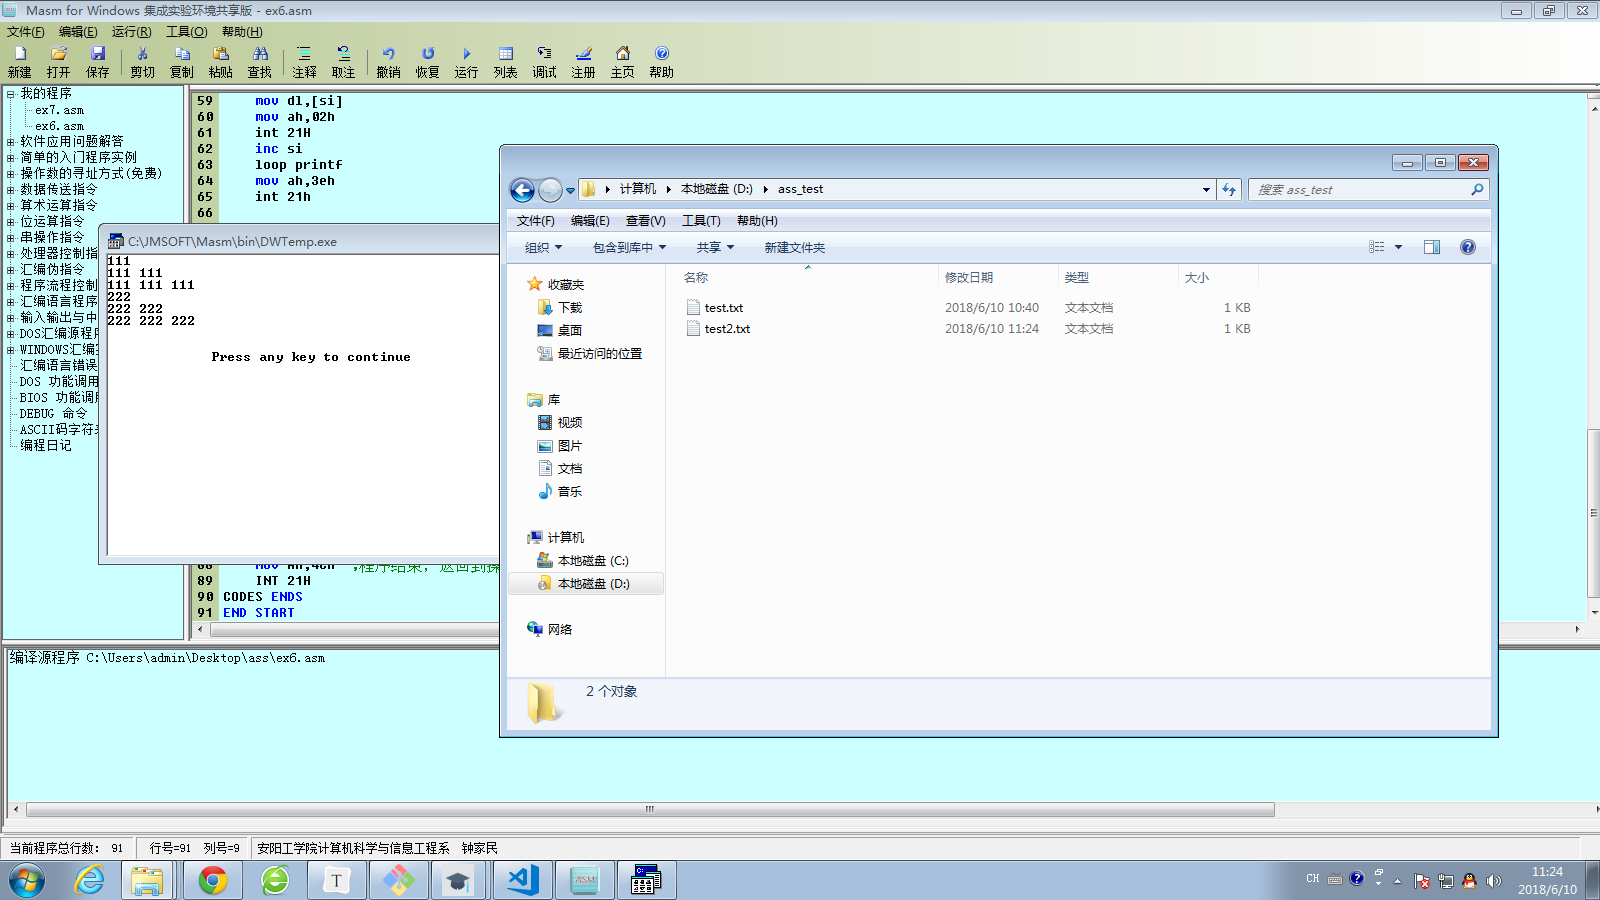 Masm for Windows 集成实验环境共享版 - ex6.asm
文件(F) 编辑(E) 运行(R) 工具(O) 帮助(H)
新建 打开 保存 剪切 复制 粘贴 查找 注释 取注 撤销 恢复 运行 列表 调试 注册 主页 帮助
我的程序
ex7.asm
ex6.asm
软件应用问题解答
简单的入门程序实例
操作数的寻址方式(免费)
数据传送指令
算术运算指令
位运算指令
串操作指令
处理器控制指
汇编伪指令
程序流程控制
汇编语言程序
输入输出与中
DOS汇编源程序
WINDOWS汇编
汇编语言错误
DOS 功能调用
BIOS 功能调用
DEBUG 命令
ASCII码字符
编程日记
59 mov dl,[si]
60 mov ah,02h
61 int 21H
62 inc si
63 loop printf
64 mov ah,3eh
65 int 21h
66
C:\JMSOFT\Masm\bin\DWTemp.exe
111
111 111
111 111 111
222
222 222
222 222 222
Press any key to continue
89 INT 21H
90 CODES ENDS
91 END START
计算机 本地磁盘 (D:) ass_test
搜索 ass_test
文件(F) 编辑(E) 查看(V) 工具(T) 帮助(H)
组织 包含到库中 共享 新建文件夹
收藏夹
下载
桌面
最近访问的位置
库
视频
图片
文档
音乐
计算机
本地磁盘 (C:)
本地磁盘 (D:)
网络
名称 修改日期 类型 大小
test.txt 2018/6/10 10:40 文本文档 1 KB
test2.txt 2018/6/10 11:24 文本文档 1 KB
2 个对象
编译源程序 C:\Users\admin\Desktop\ass\ex6.asm
当前程序总行数: 91 行号=91 列号=9 安阳工学院计算机科学与信息工程系 钟家民
T
ASM
CH
11:24
2018/6/10